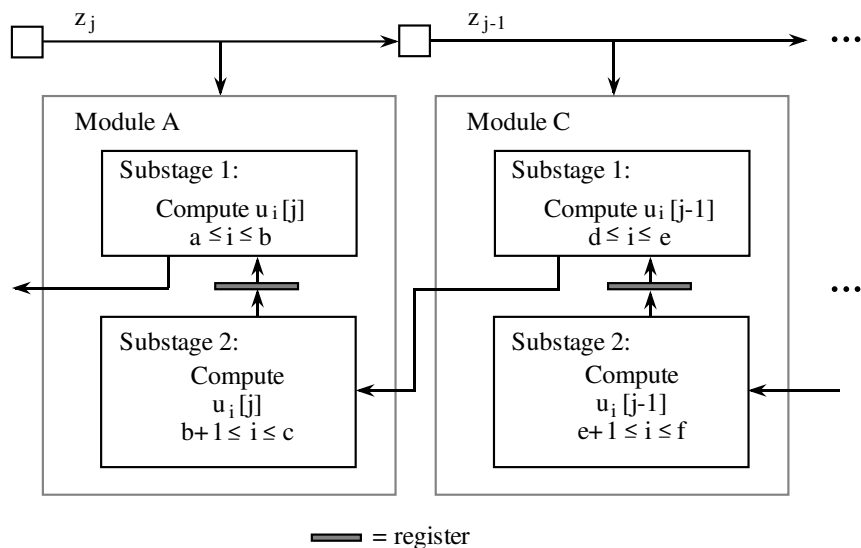 z j
z j-1
...
Module A
Module C
Substage 1:
Compute u i [j]
a ≤ i ≤ b
Substage 1:
Compute u i [j-1]
d ≤ i ≤ e
...
Substage 2:
Compute
u i [j]
b+1 ≤ i ≤ c
Substage 2:
Compute
u i [j-1]
e+1 ≤ i ≤ f
= register